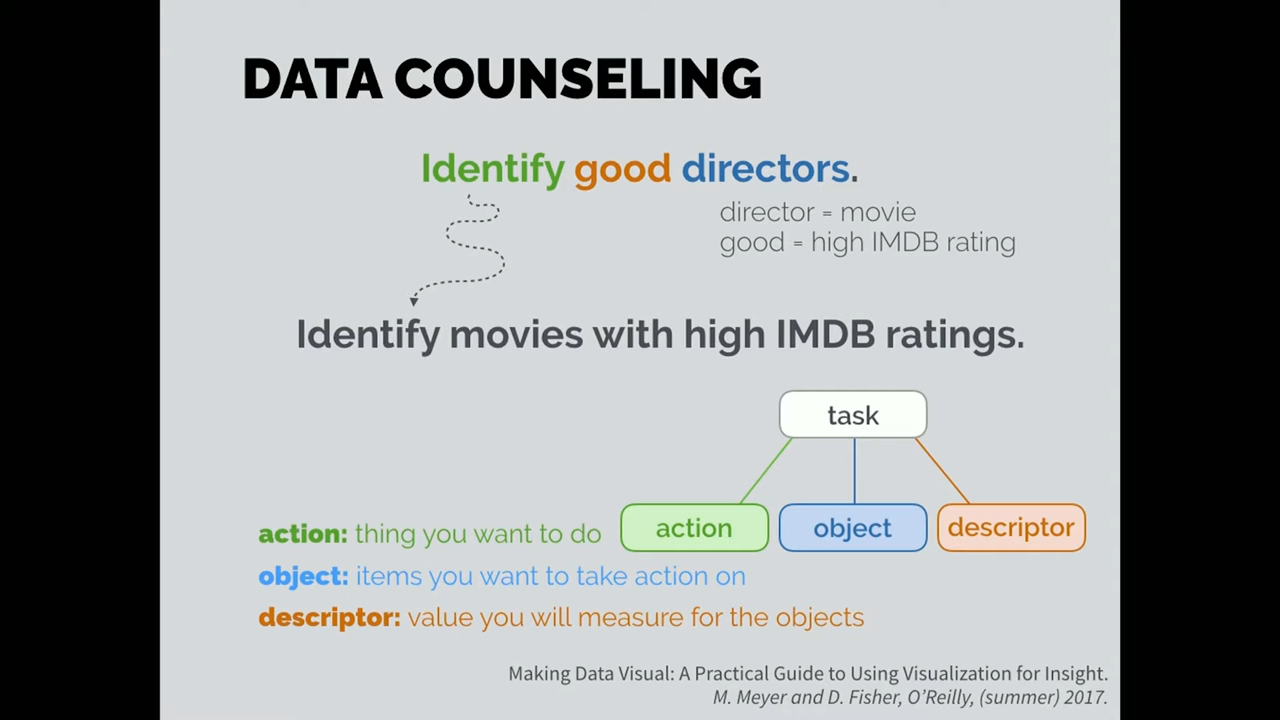 DATA COUNSELING
Identify good directors.
director = movie
good = high IMDB rating
Identify movies with high IMDB ratings.
task
action
object
descriptor
action: thing you want to do
object: items you want to take action on
descriptor: value you will measure for the objects
Making Data Visual: A Practical Guide to Using Visualization for Insight.
M. Meyer and D. Fisher, O’Reilly, (summer) 2017.